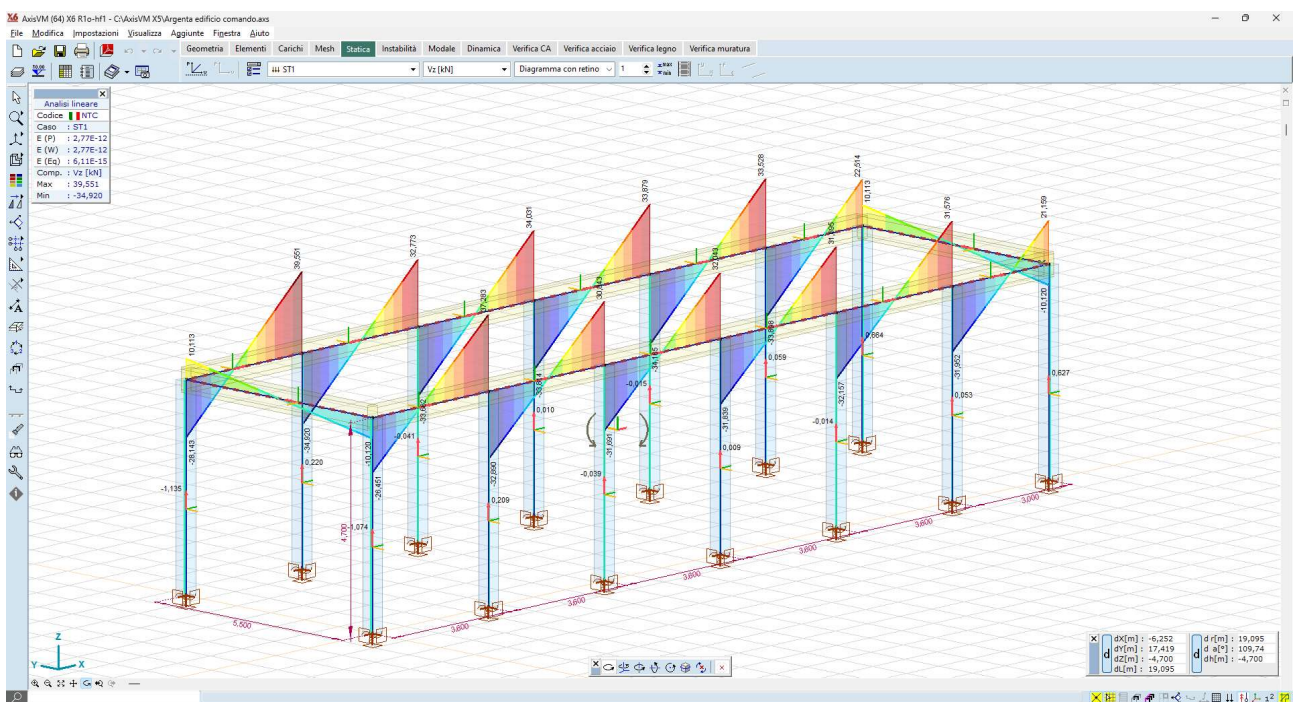 X6 AxisVM (64) X6 R1o-hf1 - C:\AxisVM X5\Argenta edificio comando.axs
File Modifica Impostazioni Visualizza Aggiunte Finestra Aiuto
Geometria Elementi Carichi Mesh Statica Instabilità Modale Dinamica Verifica CA Verifica acciaio Verifica legno Verifica muratura
ST1 Vz [kN] Diagramma con retino 1
Analisi lineare
Codice NTC
Caso : ST1
E (P) : 2,77E-12
E (W) : 2,77E-12
E (Eq) : 6,11E-15
Comp. : Vz [kN]
Max : 39,551
Min : -34,920
33,528
22,514
10,113
33,879
31,576
21,159
34,031
32,773
39,551
-10,120
10,113
0,664
-34,165
0,059
-31,952
0,627
-0,015
-32,157
0,053
0,010
-0,041
-28,143
-34,920
-10,120
-26,451
-31,691
-31,839
-0,014
0,220
-32,890
0,009
-1,135
-0,039
0,209
-1,074
4,700
3,000
3,600
3,600
3,600
3,600
3,600
5,500
Z
Y X
dX[m] : -6,252
dY[m] : 17,419
dZ[m] : -4,700
dL[m] : 19,095
d
d r[m] : 19,095
d a[°] : 109,74
dh[m] : -4,700
d